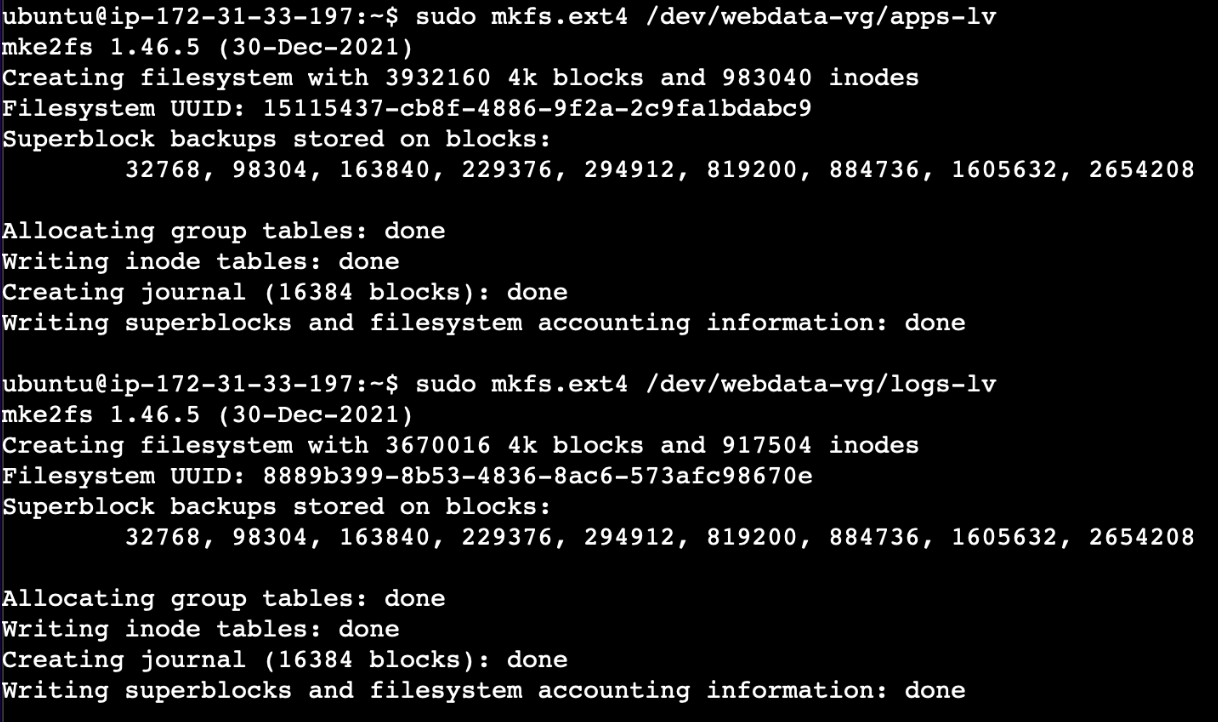 ubuntu@ip-172-31-33-197:~$ sudo mkfs.ext4 /dev/webdata-vg/apps-lv
mke2fs 1.46.5 (30-Dec-2021)
Creating filesystem with 3932160 4k blocks and 983040 inodes
Filesystem UUID: 15115437-cb8f-4886-9f2a-2c9fa1bdabc9
Superblock backups stored on blocks:
        32768, 98304, 163840, 229376, 294912, 819200, 884736, 1605632, 2654208

Allocating group tables: done
Writing inode tables: done
Creating journal (16384 blocks): done
Writing superblocks and filesystem accounting information: done

ubuntu@ip-172-31-33-197:~$ sudo mkfs.ext4 /dev/webdata-vg/logs-lv
mke2fs 1.46.5 (30-Dec-2021)
Creating filesystem with 3670016 4k blocks and 917504 inodes
Filesystem UUID: 8889b399-8b53-4836-8ac6-573afc98670e
Superblock backups stored on blocks:
        32768, 98304, 163840, 229376, 294912, 819200, 884736, 1605632, 2654208

Allocating group tables: done
Writing inode tables: done
Creating journal (16384 blocks): done
Writing superblocks and filesystem accounting information: done